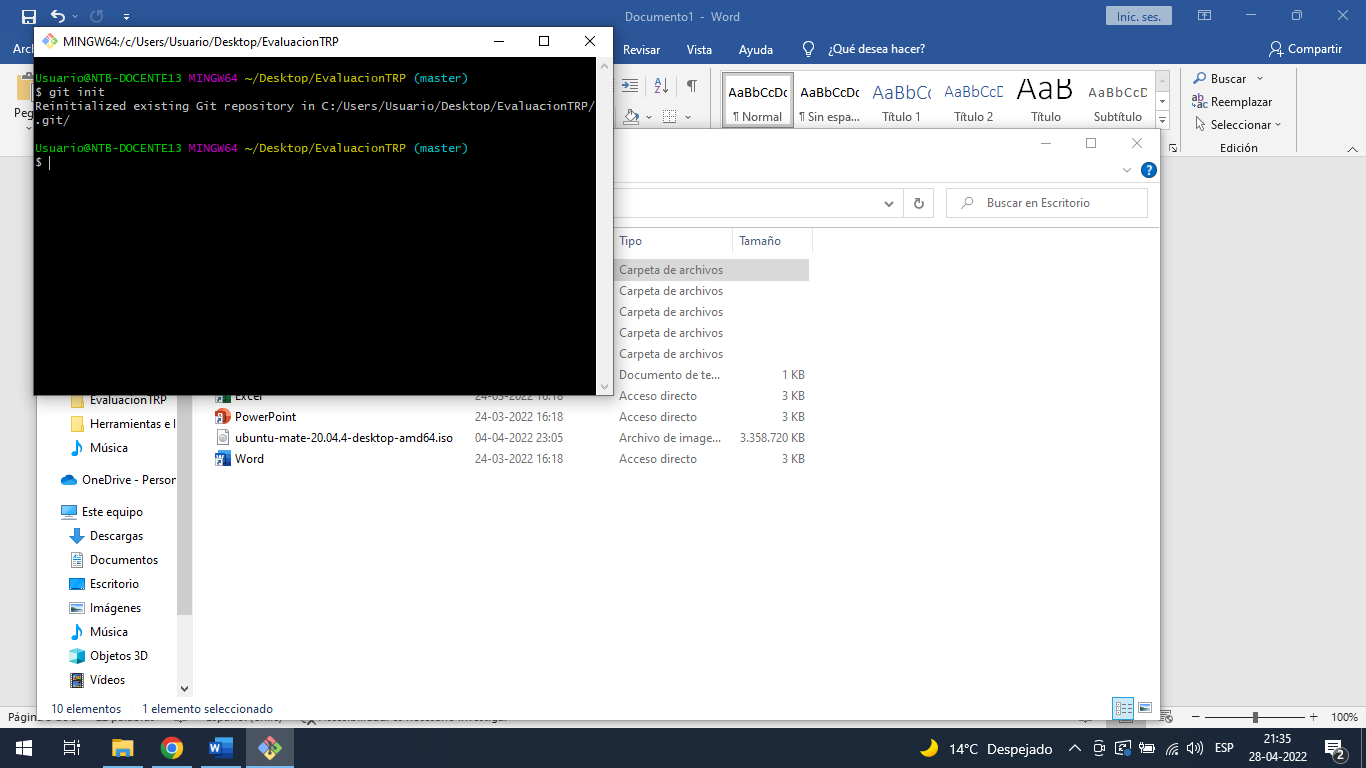 Documento1 - Word
Inic. ses.
MINGW64:/c/Users/Usuario/Desktop/EvaluacionTRP
Revisar
Vista
Ayuda
¿Qué desea hacer?
Compartir
Usuario@NTB-DOCENTE13 MINGW64 ~/Desktop/EvaluacionTRP (master)
$ git init
Reinitialized existing Git repository in C:/Users/Usuario/Desktop/EvaluacionTRP/
.git/
Usuario@NTB-DOCENTE13 MINGW64 ~/Desktop/EvaluacionTRP (master)
$
AaBbCcDc
¶ Normal
AaBbCcDc
¶ Sin espa...
AaBbCc
Título 1
AaBbCcD
Título 2
AaB
Título
AaBbCcD
Subtítulo
Buscar
Reemplazar
Seleccionar
Edición
Buscar en Escritorio
Tipo
Tamaño
Carpeta de archivos
Carpeta de archivos
Carpeta de archivos
Carpeta de archivos
Carpeta de archivos
Documento de te... 1 KB
Excel 24-03-2022 16:18 Acceso directo 3 KB
PowerPoint 24-03-2022 16:18 Acceso directo 3 KB
ubuntu-mate-20.04.4-desktop-amd64.iso 04-04-2022 23:05 Archivo de image... 3.358.720 KB
Word 24-03-2022 16:18 Acceso directo 3 KB
EvaluacionTRP
Herramientas e I
Música
OneDrive - Person
Este equipo
Descargas
Documentos
Escritorio
Imágenes
Música
Objetos 3D
Vídeos
10 elementos
1 elemento seleccionado
100%
14°C Despejado
ESP
21:35
28-04-2022
2